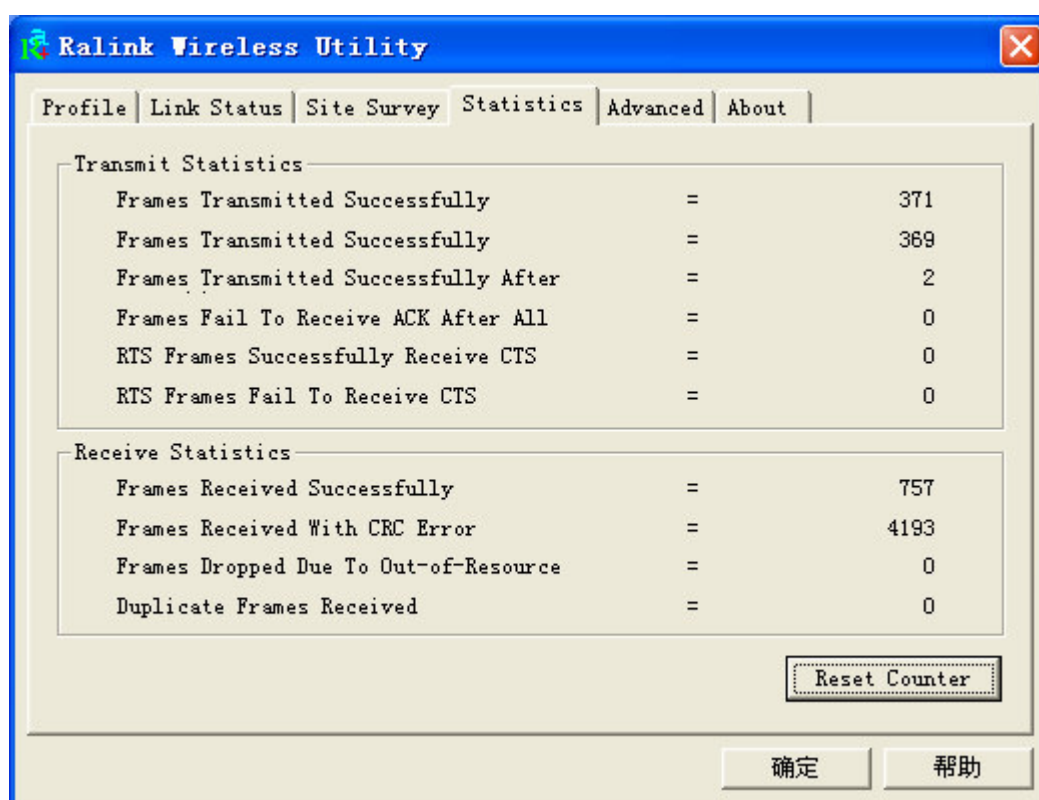 Ralink Wireless Utility
Profile Link Status Site Survey Statistics Advanced About
Transmit Statistics
Frames Transmitted Successfully = 371
Frames Transmitted Successfully = 369
Frames Transmitted Successfully After = 2
Frames Fail To Receive ACK After All = 0
RTS Frames Successfully Receive CTS = 0
RTS Frames Fail To Receive CTS = 0
Receive Statistics
Frames Received Successfully = 757
Frames Received With CRC Error = 4193
Frames Dropped Due To Out-of-Resource = 0
Duplicate Frames Received = 0
Reset Counter
确定 帮助